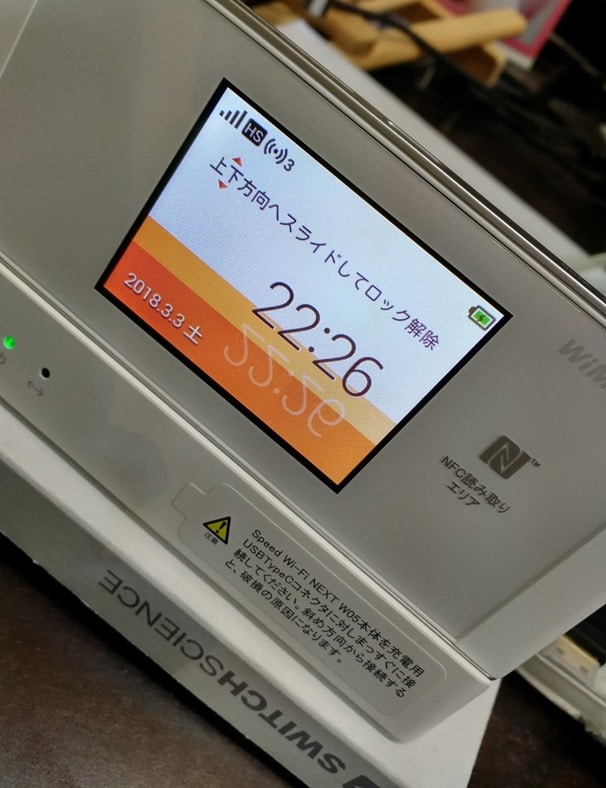 HS
3
上下方向へスライドしてロック解除
22:26
2018.3.3 土
WiM
NFC読み取り
エリア
注意
Speed Wi-Fi NEXT W05本体を充電用
USBTypeCコネクタに対しまっすぐに接
続してください。斜め方向から接続する
と、破損の原因になります。
SWITCHSCIENCE